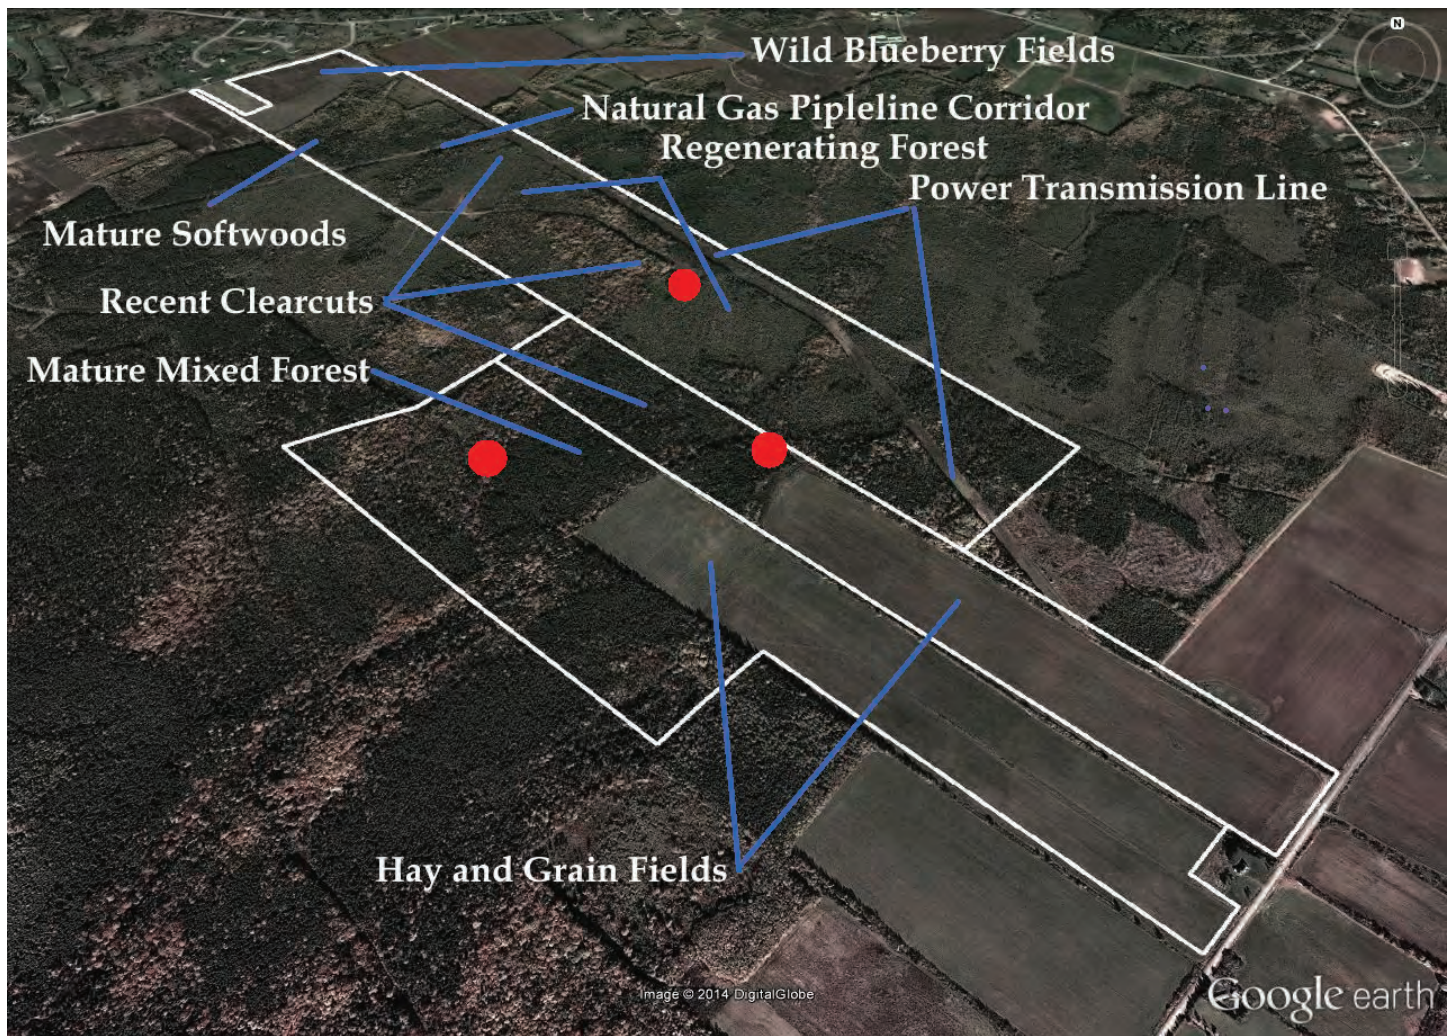 N
Wild Blueberry Fields
Natural Gas Pipleline Corridor
Regenerating Forest
Power Transmission Line
Mature Softwoods
Recent Clearcuts
Mature Mixed Forest
Hay and Grain Fields
Image © 2014 DigitalGlobe
Google earth